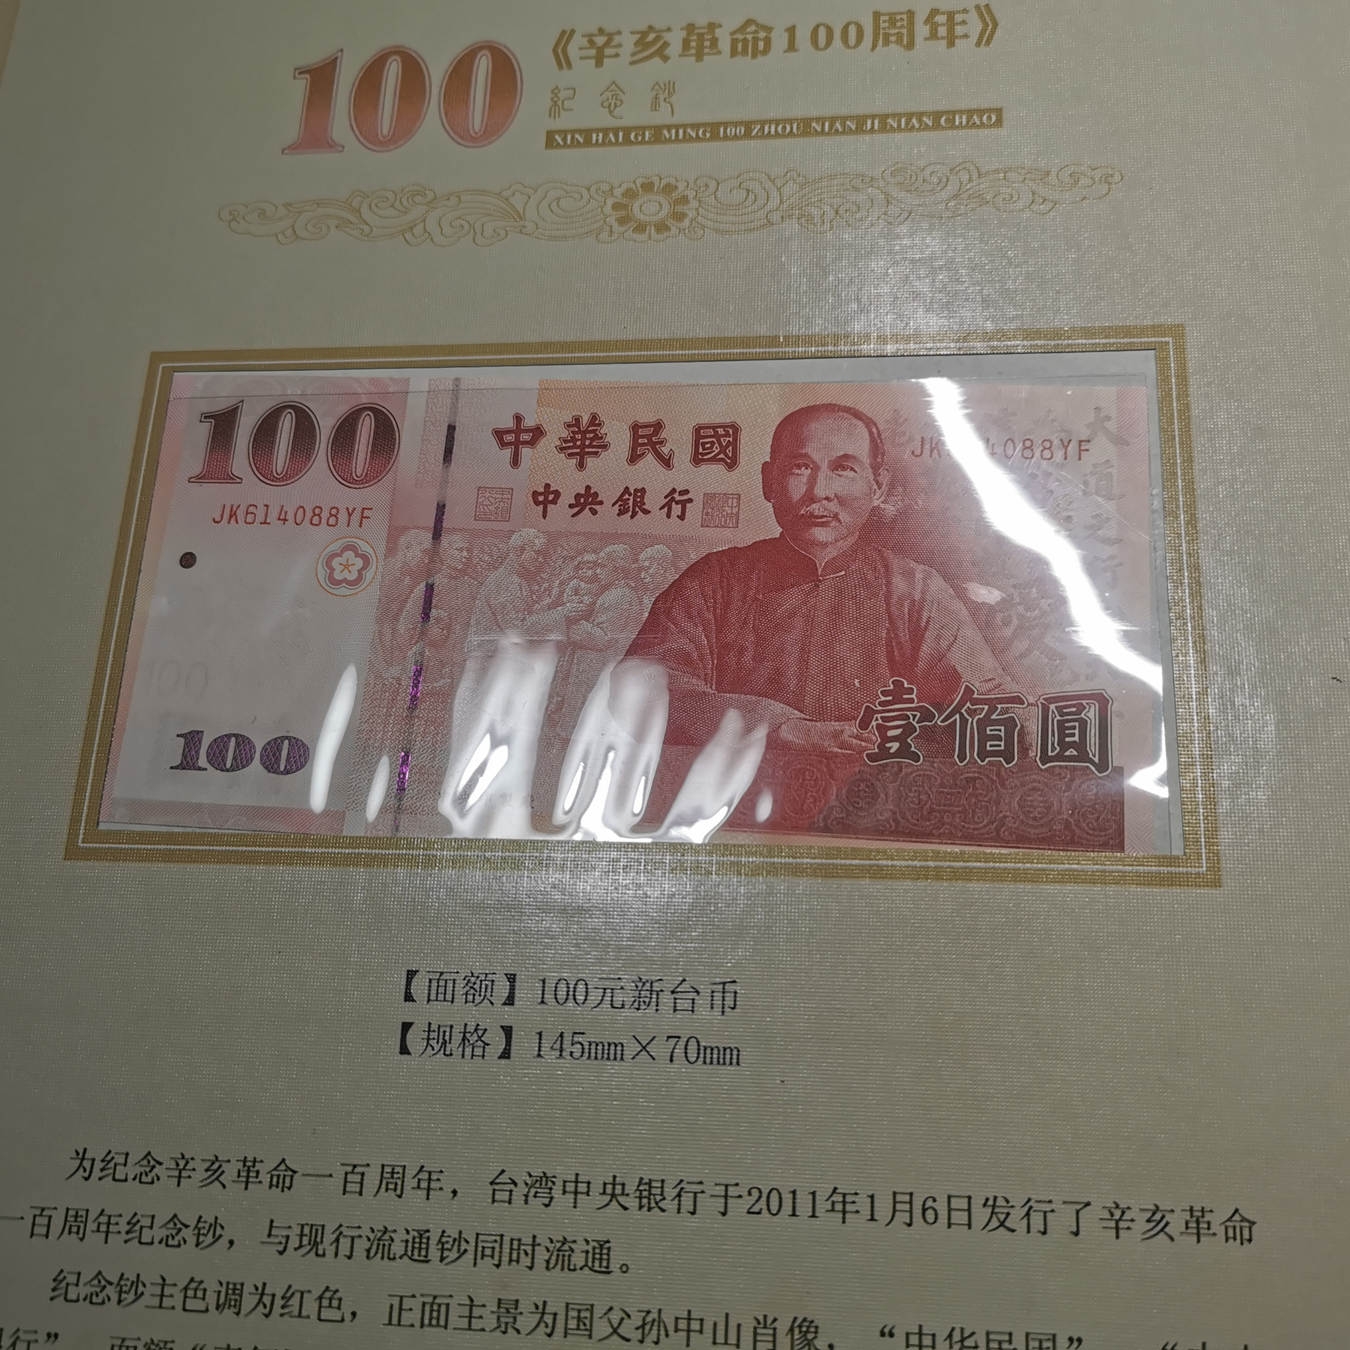 100
《辛亥革命100周年》
紀念鈔
XIN HAI GE MING 100 ZHOU NIAN JI NIAN CHAO
100
中華民國
JK614088YF
中央銀行
壹佰圓
100
【面额】100元新台币
【规格】145mm×70mm
为纪念辛亥革命一百周年，台湾中央银行于2011年1月6日发行了辛亥革命
一百周年纪念钞，与现行流通钞同时流通。
纪念钞主色调为红色，正面主景为国父孙中山肖像，“中华民国”